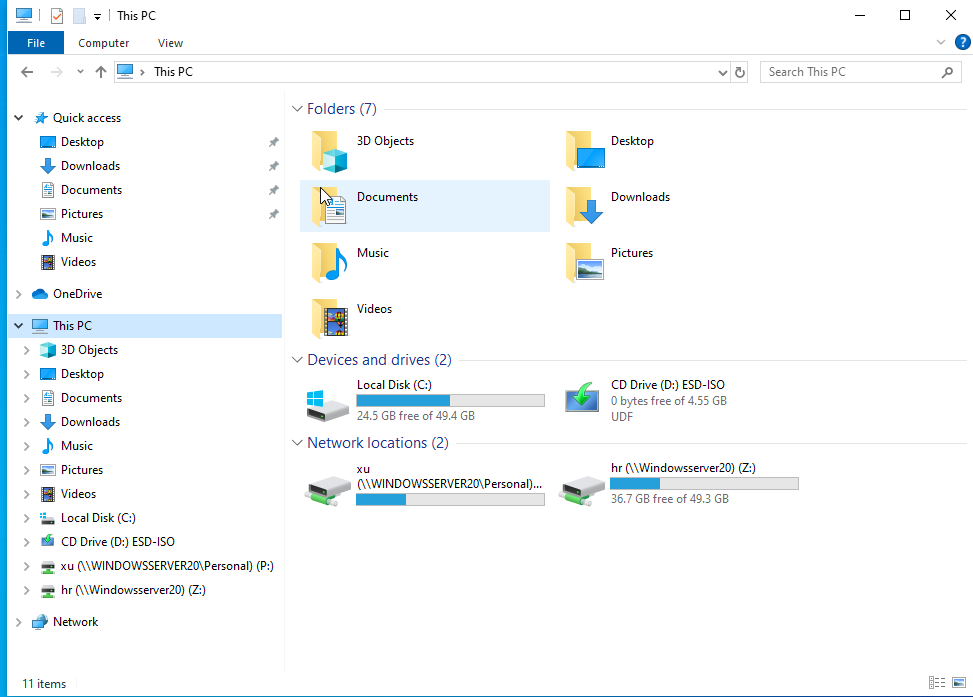 This PC
File Computer View
This PC
Search This PC
Quick access
Desktop
Downloads
Documents
Pictures
Music
Videos
OneDrive
This PC
3D Objects
Desktop
Documents
Downloads
Music
Pictures
Videos
Local Disk (C:)
CD Drive (D:) ESD-ISO
xu (\\WINDOWSSERVER20\Personal) (P:)
hr (\\Windowsserver20) (Z:)
Network
Folders (7)
3D Objects
Desktop
Documents
Downloads
Music
Pictures
Videos
Devices and drives (2)
Local Disk (C:)
24.5 GB free of 49.4 GB
CD Drive (D:) ESD-ISO
0 bytes free of 4.55 GB
UDF
Network locations (2)
xu
(\\WINDOWSSERVER20\Personal)...
hr (\\Windowsserver20) (Z:)
36.7 GB free of 49.3 GB
11 items